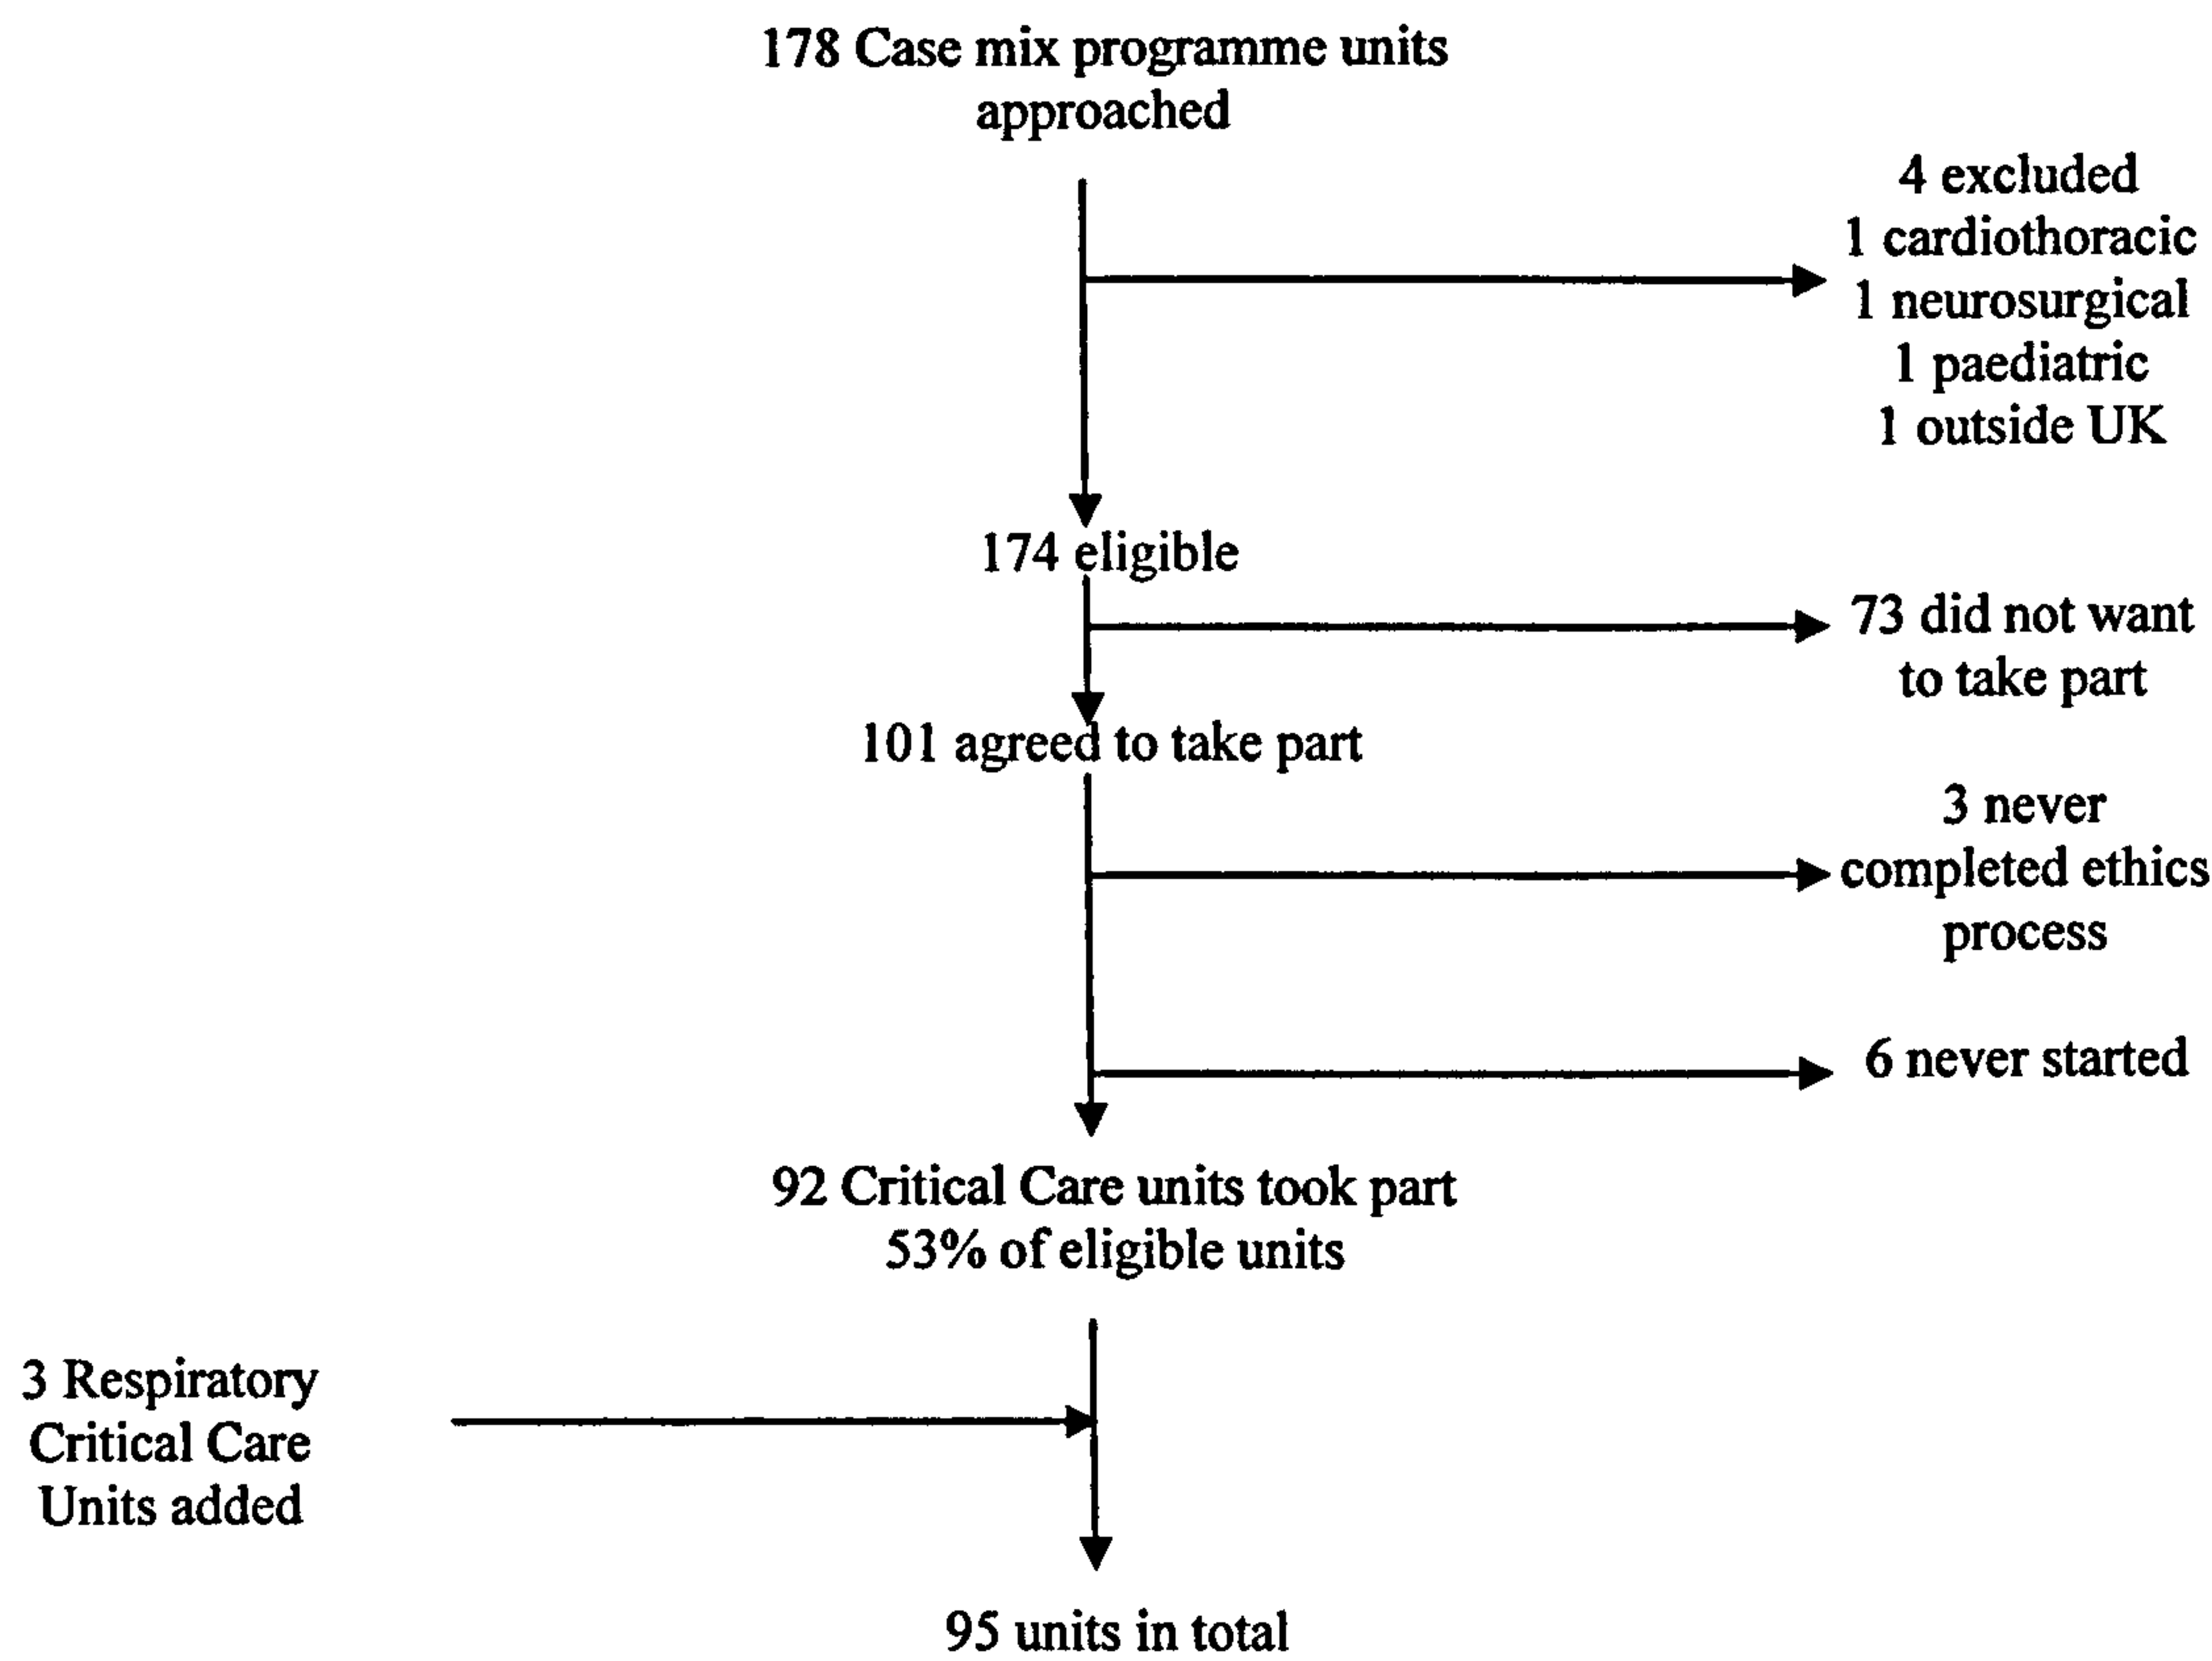 178 Case mix programme units
approached
4 excluded
1 cardiothoracic
1 neurosurgical
1 paediatric
1 outside UK
174 eligible
73 did not want
to take part
101 agreed to take part
3 never
completed ethics
process
6 never started
92 Critical Care units took part
53% of eligible units
3 Respiratory
Critical Care
Units added
95 units in total